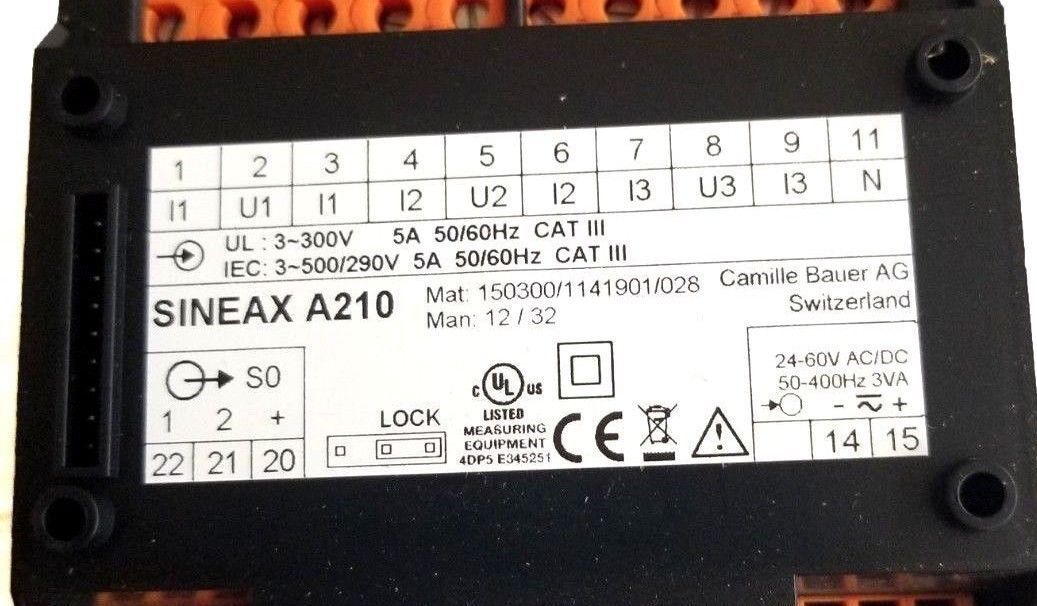 1 2 3 4 5 6 7 8 9 11
I1 U1 I1 I2 U2 I2 I3 U3 I3 N
UL : 3~300V 5A 50/60Hz CAT III
IEC: 3~500/290V 5A 50/60Hz CAT III
SINEAX A210
Mat: 150300/1141901/028
Man: 12 / 32
Camille Bauer AG
Switzerland
S0
1 2 +
22 21 20
LOCK
C UL US
LISTED
MEASURING
EQUIPMENT
4DP5 E345251
CE
24-60V AC/DC
50-400Hz 3VA
- +
14 15